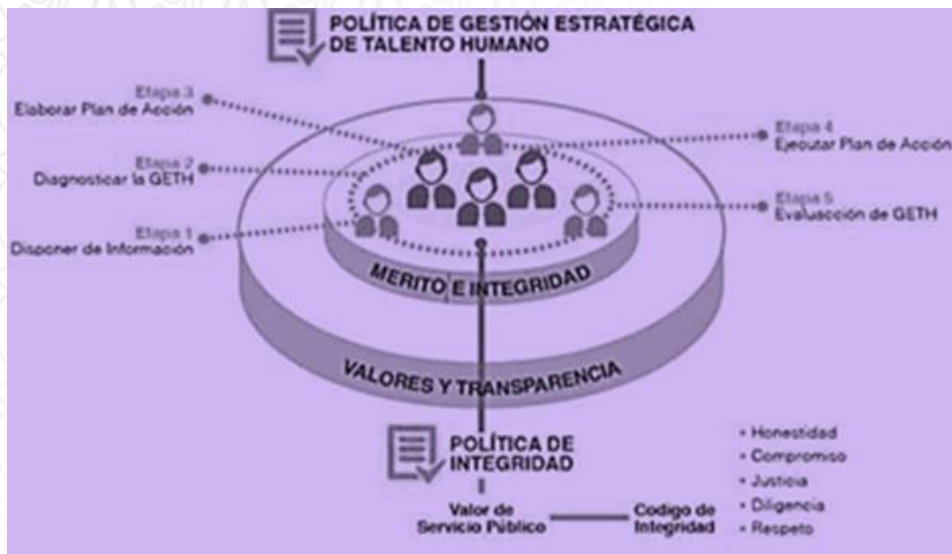 POLÍTICA DE GESTIÓN ESTRATÉGICA
DE TALENTO HUMANO
Etapa 3
Elaborar Plan de Acción
Etapa 2
Diagnosticar la GETH
Etapa 1
Disponer de Información
Etapa 4
Ejecutar Plan de Acción
Etapa 5
Evaluacción de GETH
MERITO E INTEGRIDAD
VALORES Y TRANSPARENCIA
POLÍTICA DE
INTEGRIDAD
Valor de
Servicio Público
Codigo de
Integridad
• Honestidad
• Compromiso
• Justicia
• Diligencia
• Respeto